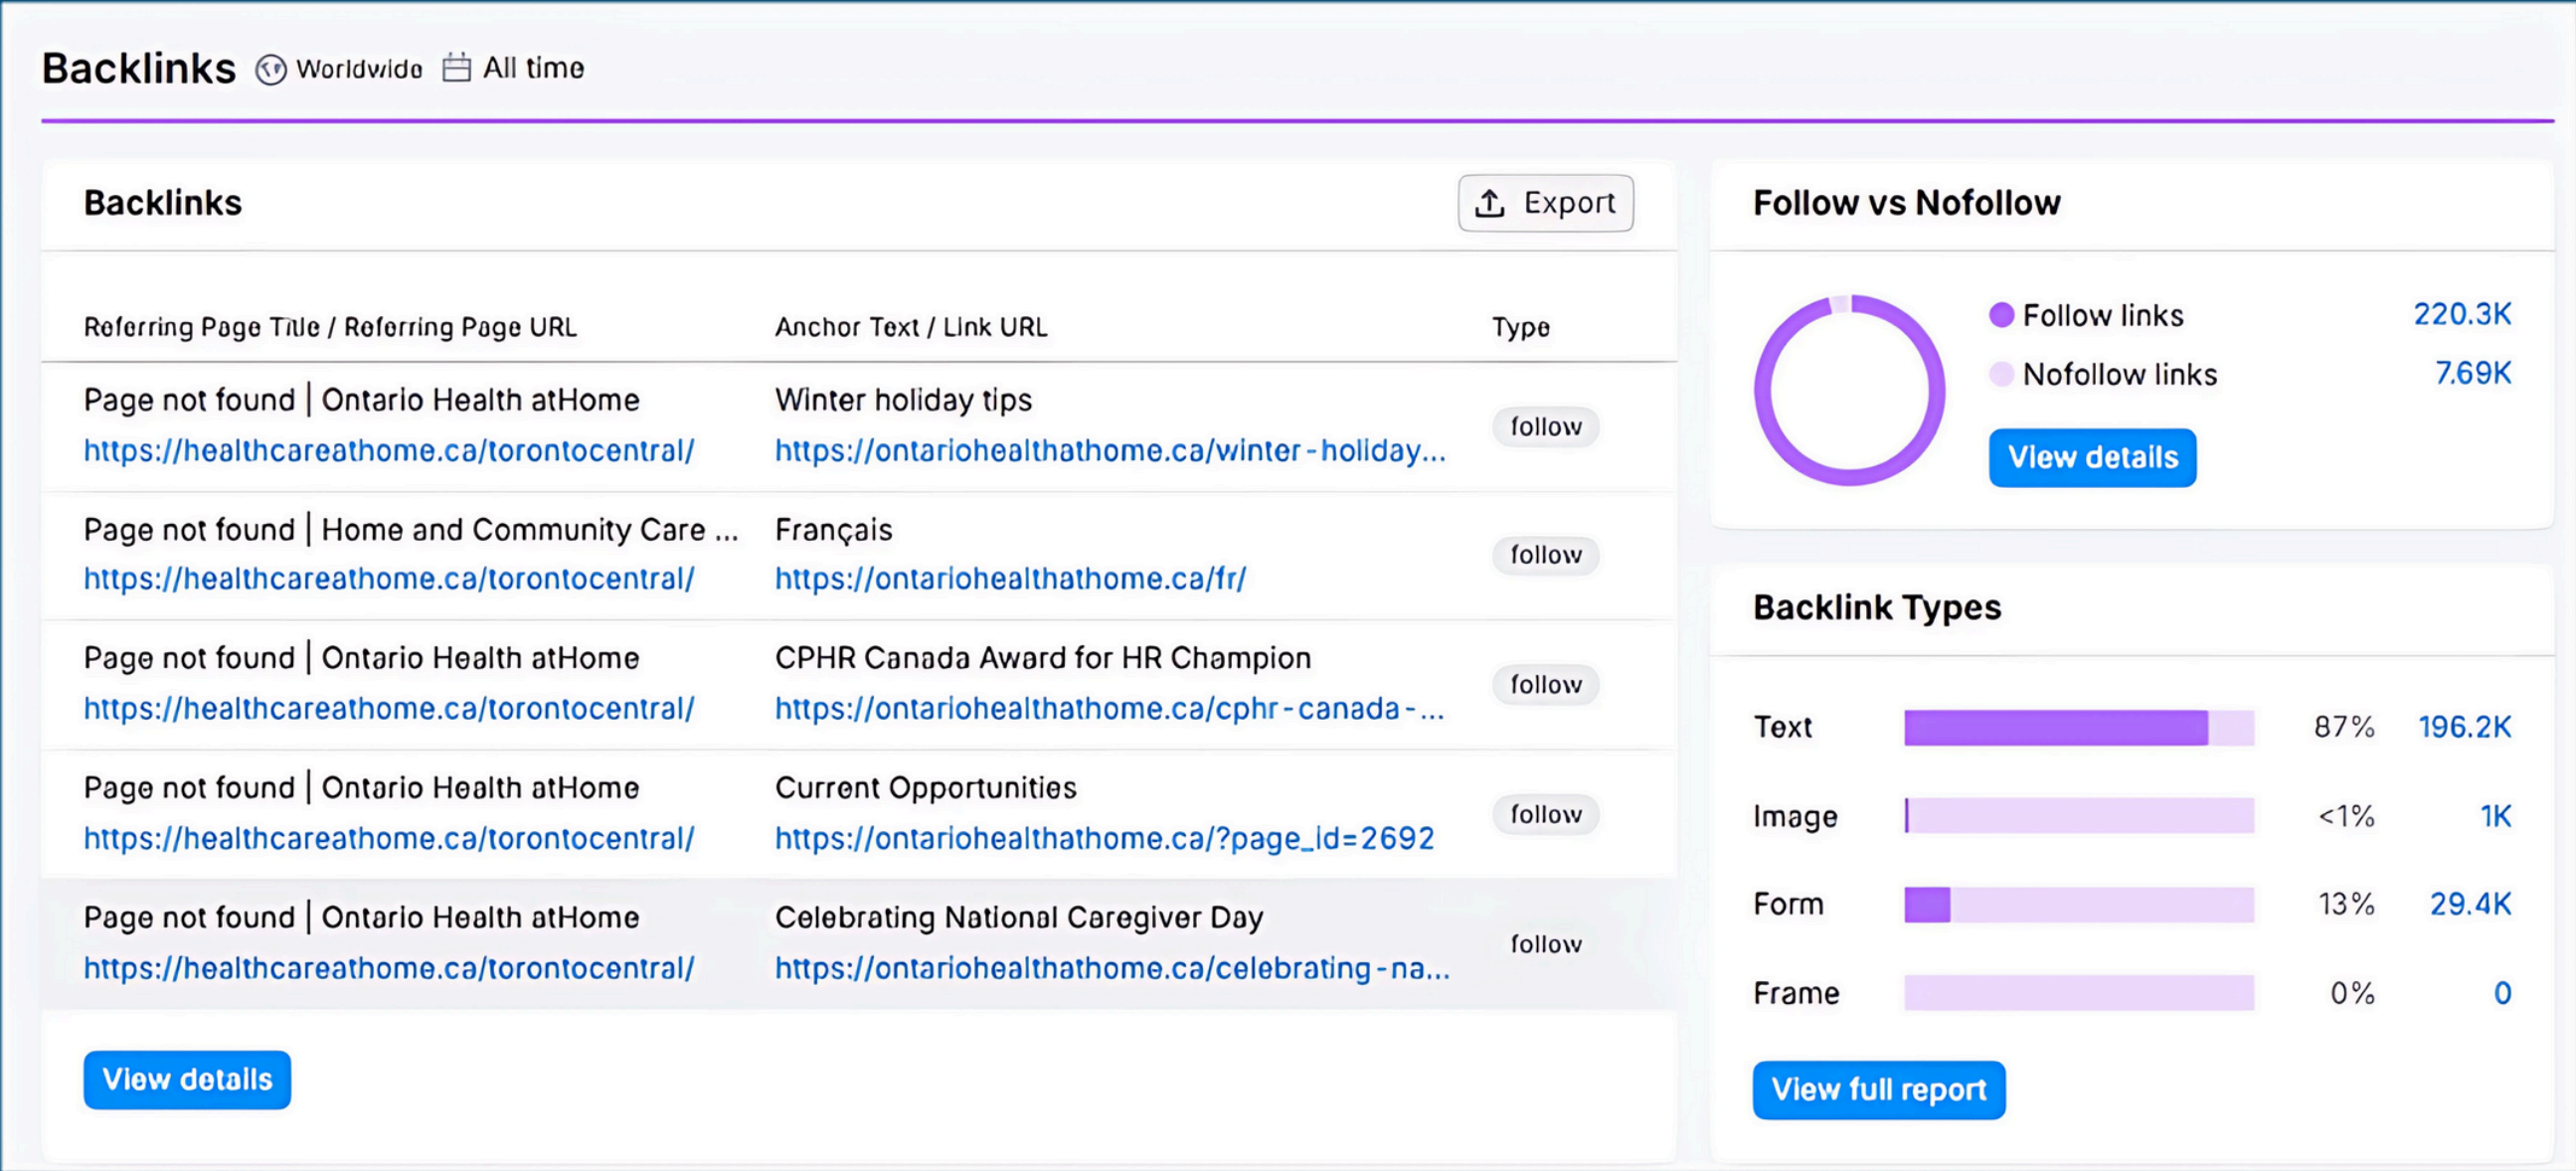 Backlinks Worldwide All time
Backlinks
Export
Referring Page Title / Referring Page URL
Anchor Text / Link URL
Type
Page not found | Ontario Health atHome
https://healthcareathome.ca/torontocentral/
Winter holiday tips
https://ontariohealthathome.ca/winter-holiday...
follow
Page not found | Home and Community Care ...
https://healthcareathome.ca/torontocentral/
Français
https://ontariohealthathome.ca/fr/
follow
Page not found | Ontario Health atHome
https://healthcareathome.ca/torontocentral/
CPHR Canada Award for HR Champion
https://ontariohealthathome.ca/cphr-canada-...
follow
Page not found | Ontario Health atHome
https://healthcareathome.ca/torontocentral/
Current Opportunities
https://ontariohealthathome.ca/?page_id=2692
follow
Page not found | Ontario Health atHome
https://healthcareathome.ca/torontocentral/
Celebrating National Caregiver Day
https://ontariohealthathome.ca/celebrating-na...
follow
View details
Follow vs Nofollow
Follow links 220.3K
Nofollow links 7.69K
View details
Backlink Types
Text 87% 196.2K
Image <1% 1K
Form 13% 29.4K
Frame 0% 0
View full report